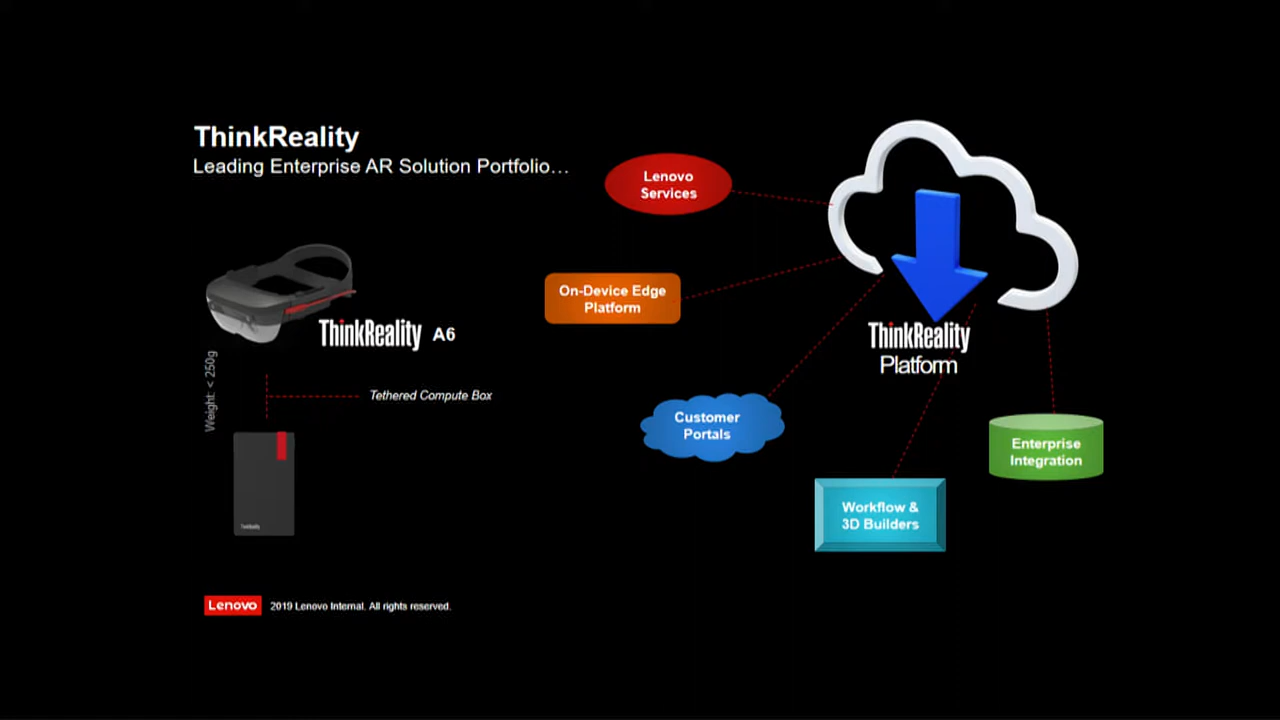 ThinkReality
Leading Enterprise AR Solution Portfolio…
Lenovo
Services
On-Device Edge
Platform
ThinkReality A6
Weight: < 250g
Tethered Compute Box
ThinkReality
Platform
Customer
Portals
Enterprise
Integration
Workflow &
3D Builders
ThinkReality
Lenovo 2019 Lenovo Internal. All rights reserved.